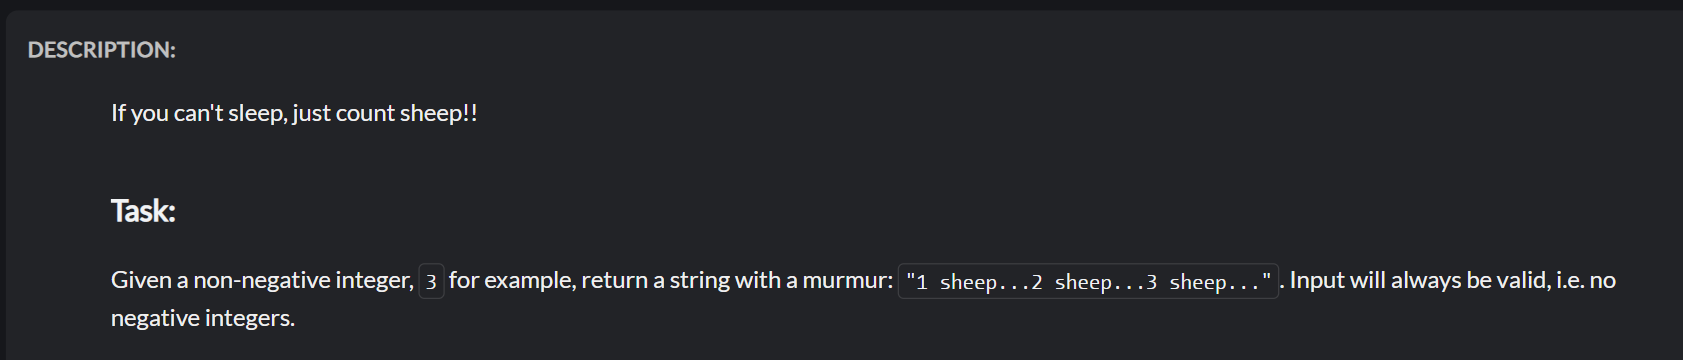 DESCRIPTION:
If you can't sleep, just count sheep!!
Task:
Given a non-negative integer, 3 for example, return a string with a murmur: "1 sheep...2 sheep...3 sheep...". Input will always be valid, i.e. no
negative integers.